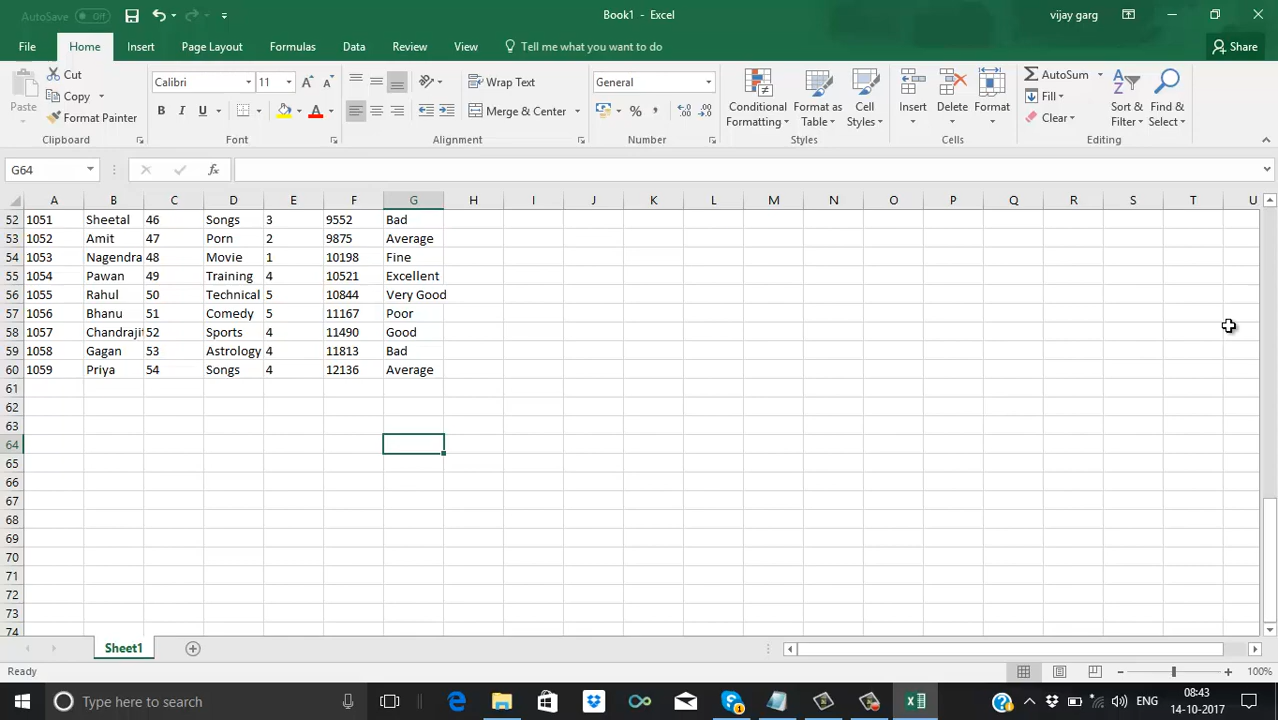 AutoSave Off Book1 - Excel vijay garg
File Home Insert Page Layout Formulas Data Review View Tell me what you want to do Share
Paste Cut Copy Format Painter Clipboard
Calibri 11 B I U A Font
Wrap Text Merge & Center Alignment
General % , Number
Conditional Formatting Format as Table Cell Styles Styles
Insert Delete Format Cells
AutoSum Fill Clear Sort & Filter Find & Select Editing
G64 fx
A B C D E F G H I J K L M N O P Q R S T U
52 1051 Sheetal 46 Songs 3 9552 Bad
53 1052 Amit 47 Porn 2 9875 Average
54 1053 Nagendra 48 Movie 1 10198 Fine
55 1054 Pawan 49 Training 4 10521 Excellent
56 1055 Rahul 50 Technical 5 10844 Very Good
57 1056 Bhanu 51 Comedy 5 11167 Poor
58 1057 Chandrajit 52 Sports 4 11490 Good
59 1058 Gagan 53 Astrology 4 11813 Bad
60 1059 Priya 54 Songs 4 12136 Average
61
62
63
64
65
66
67
68
69
70
71
72
73
74
Sheet1
Ready 100%
Type here to search ENG 08:43
14-10-2017